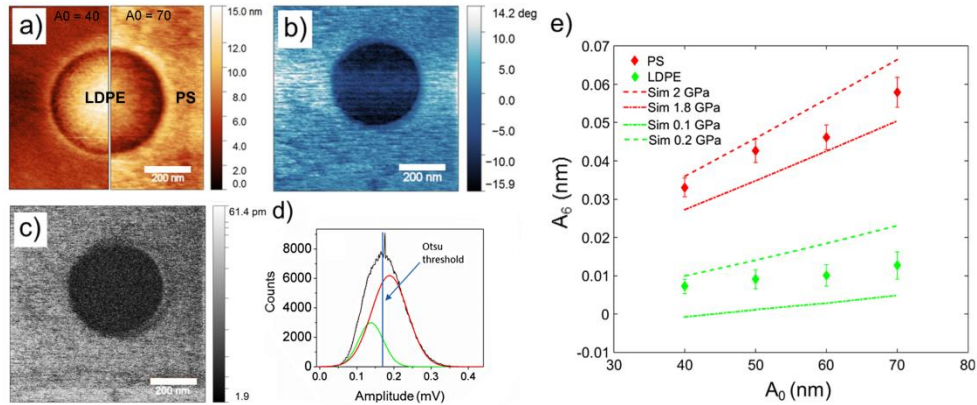 a)
A0 = 40
A0 = 70
LDPE
PS
200 nm
15.0 nm
12.0
10.0
8.0
6.0
4.0
2.0
0.0
b)
200 nm
14.2 deg
10.0
5.0
0.0
−5.0
−10.0
−15.9
c)
200 nm
61.4 pm
1.9
d)
Otsu
threshold
Counts
8000
6000
4000
2000
0
0.0
0.1
0.2
0.3
0.4
Amplitude (mV)
e)
A6 (nm)
0.07
0.06
0.05
0.04
0.03
0.02
0.01
0
-0.01
PS
LDPE
Sim 2 GPa
Sim 1.8 GPa
Sim 0.1 GPa
Sim 0.2 GPa
30
40
50
60
70
80
A0 (nm)